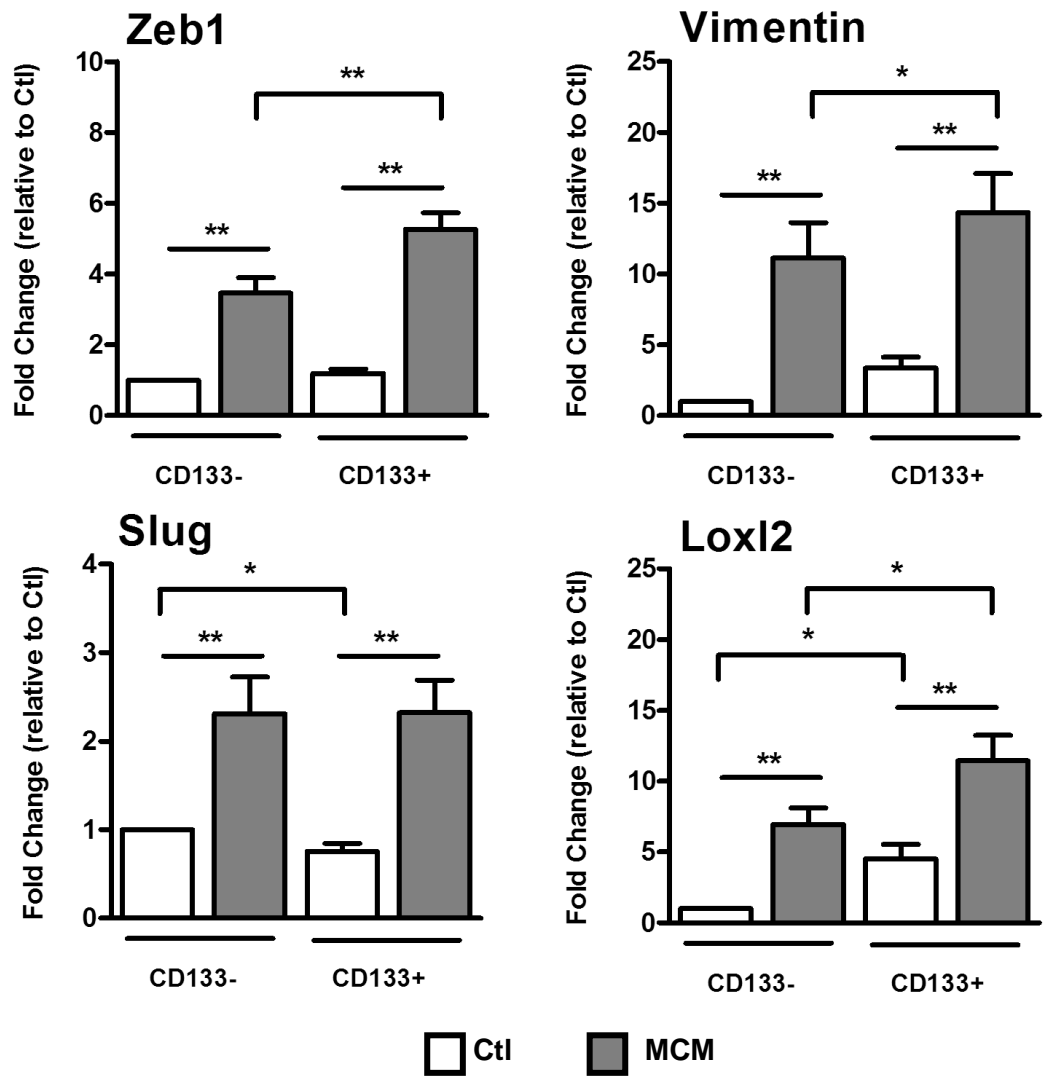 Zeb1
Fold Change (relative to Ctl)
10
8
6
4
2
0
**
**
**
CD133-
CD133+
Vimentin
Fold Change (relative to Ctl)
25
20
15
10
5
0
*
**
**
CD133-
CD133+
Slug
Fold Change (relative to Ctl)
4
3
2
1
0
*
**
**
CD133-
CD133+
Loxl2
Fold Change (relative to Ctl)
25
20
15
10
5
0
*
*
**
**
CD133-
CD133+
Ctl
MCM